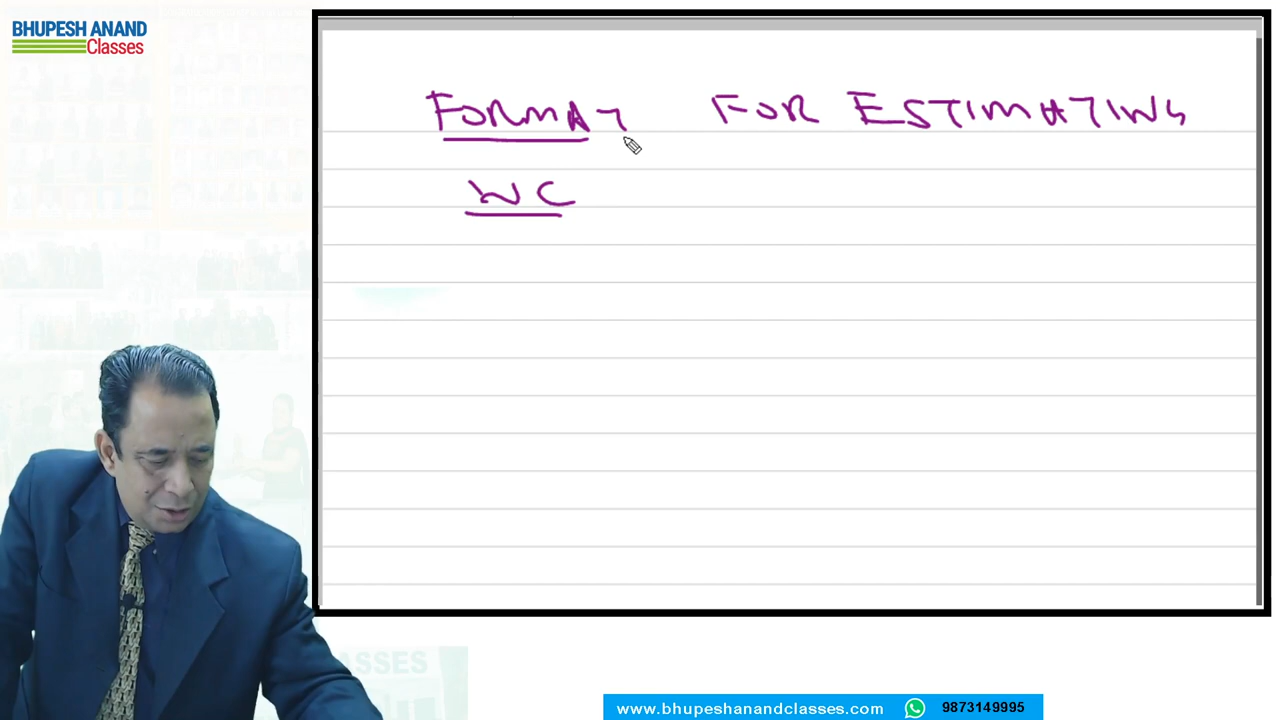 BHUPESH ANAND
Classes
FORMAT FOR ESTIMATING
WC
www.bhupeshanandclasses.com 9873149995